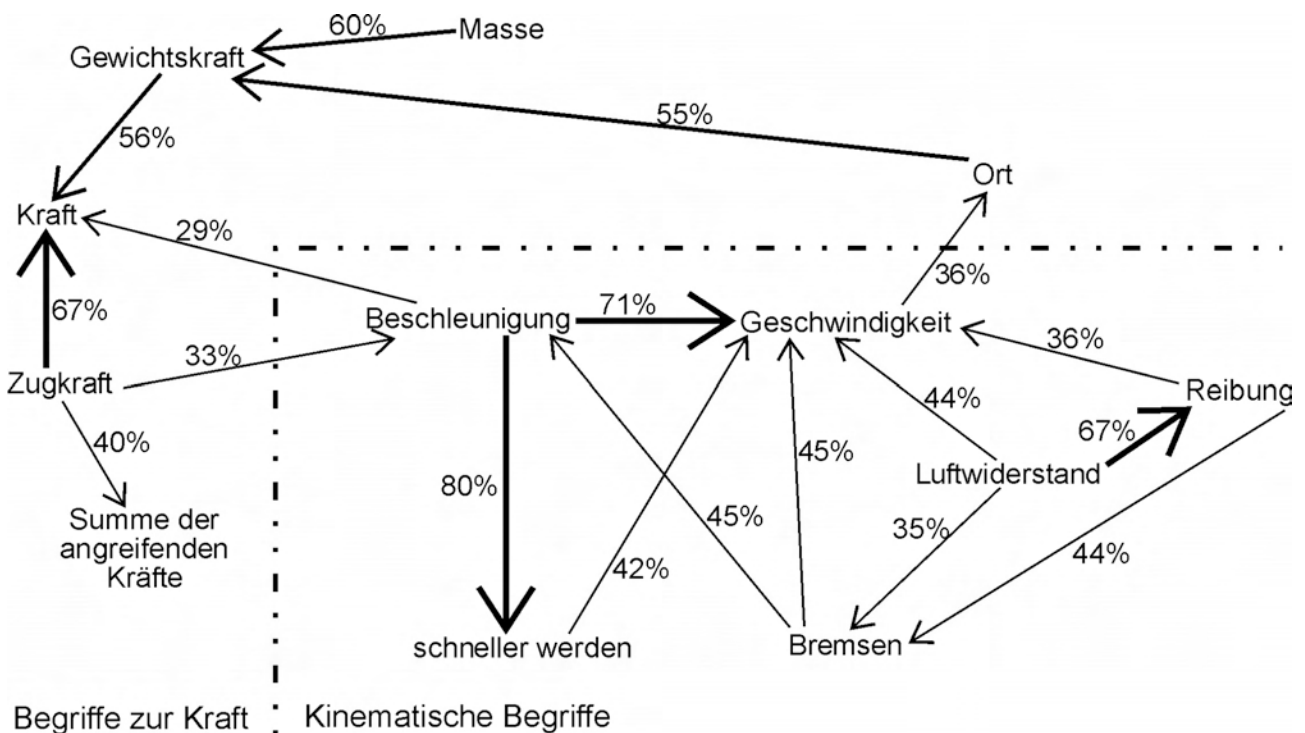 60%
Masse
Gewichtskraft
55%
56%
Ort
Kraft
29%
36%
67%
Beschleunigung
71%
Geschwindigkeit
33%
36%
Zugkraft
Reibung
44%
67%
40%
45%
Luftwiderstand
80%
Summe der
angreifenden
Kräfte
45%
35%
42%
44%
schneller werden
Bremsen
Begriffe zur Kraft
Kinematische Begriffe